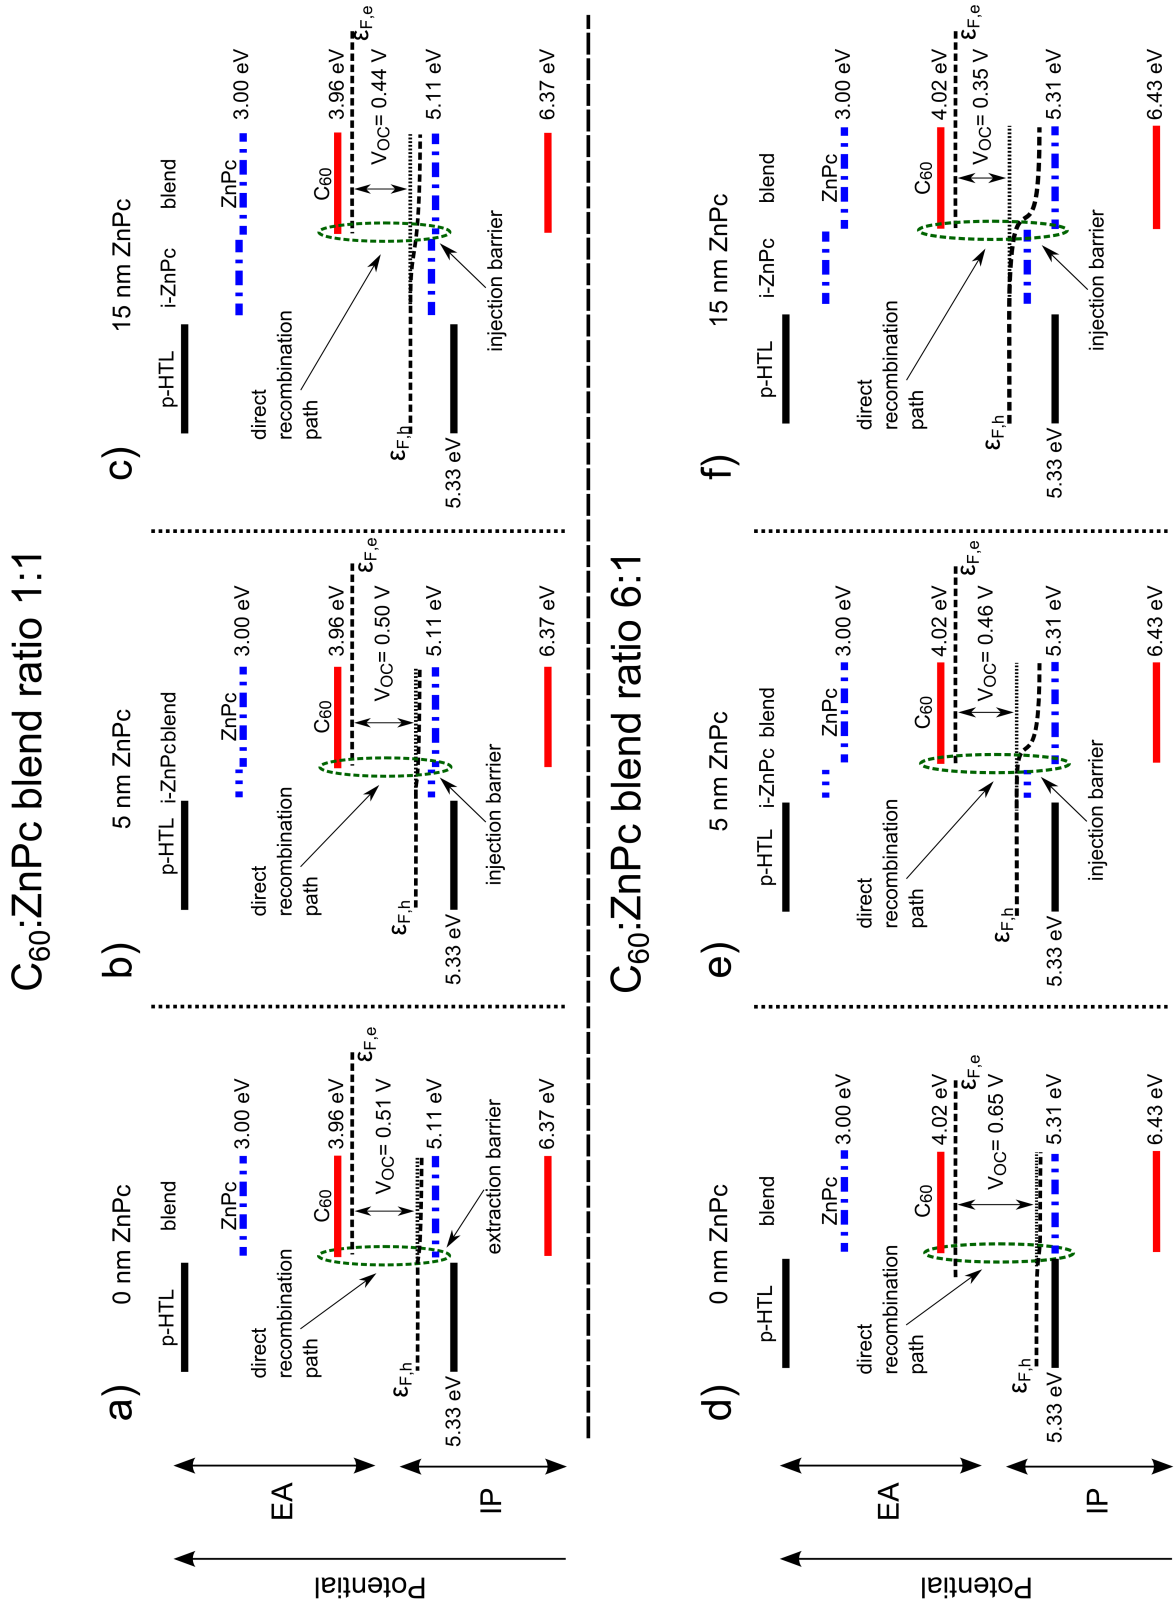 C60:ZnPc blend ratio 1:1
a)
0 nm ZnPc
p-HTL
blend
ZnPc
3.00 eV
C60
3.96 eV
εF,e
VOC= 0.51 V
direct
recombination
path
εF,h
5.11 eV
5.33 eV
extraction barrier
6.37 eV
b)
5 nm ZnPc
p-HTL
i-ZnPc
blend
ZnPc
3.00 eV
C60
3.96 eV
εF,e
VOC= 0.50 V
direct
recombination
path
εF,h
5.11 eV
5.33 eV
injection barrier
6.37 eV
c)
15 nm ZnPc
p-HTL
i-ZnPc
blend
ZnPc
3.00 eV
C60
3.96 eV
εF,e
VOC= 0.44 V
direct
recombination
path
εF,h
5.11 eV
5.33 eV
injection barrier
6.37 eV
Potential
EA
IP
C60:ZnPc blend ratio 6:1
d)
0 nm ZnPc
p-HTL
blend
ZnPc
3.00 eV
C60
4.02 eV
εF,e
VOC= 0.65 V
direct
recombination
path
εF,h
5.31 eV
5.33 eV
6.43 eV
e)
5 nm ZnPc
p-HTL
i-ZnPc
blend
ZnPc
3.00 eV
C60
4.02 eV
εF,e
VOC= 0.46 V
direct
recombination
path
εF,h
5.31 eV
5.33 eV
injection barrier
6.43 eV
f)
15 nm ZnPc
p-HTL
i-ZnPc
blend
ZnPc
3.00 eV
C60
4.02 eV
εF,e
VOC= 0.35 V
direct
recombination
path
εF,h
5.31 eV
5.33 eV
injection barrier
6.43 eV
Potential
EA
IP